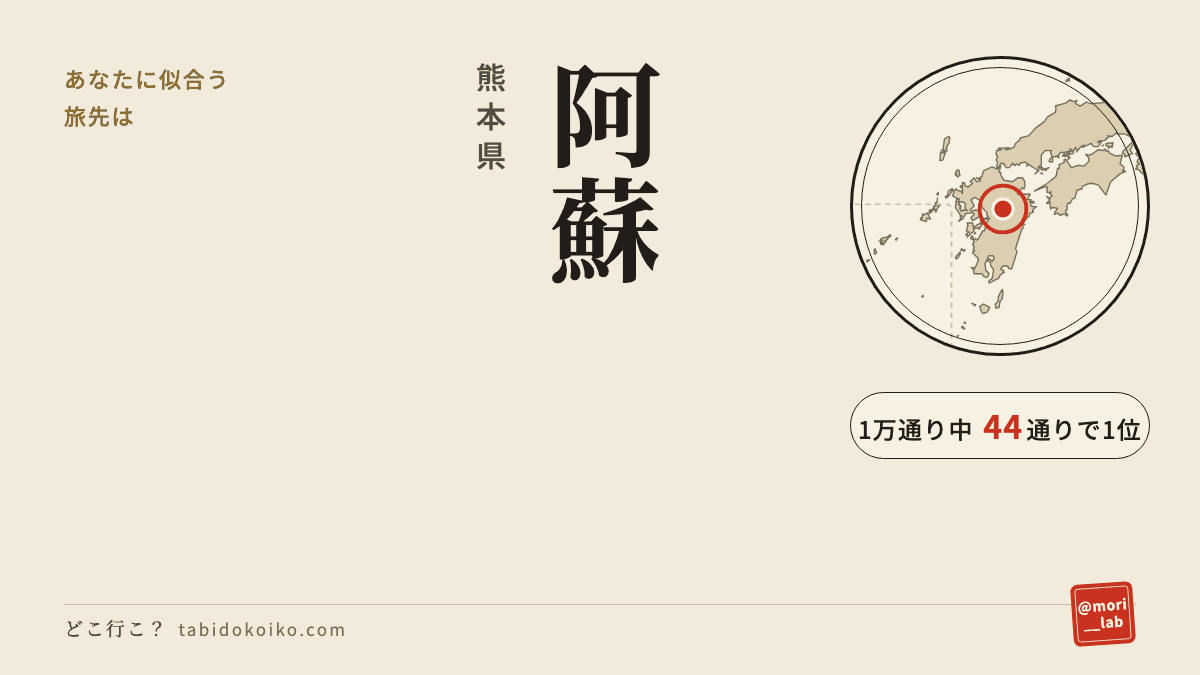 あなたに似合う
旅先は
阿蘇
熊本県
1万通り中 44通りで1位
どこ行こ？ tabidokoiko.com
@mori
__lab